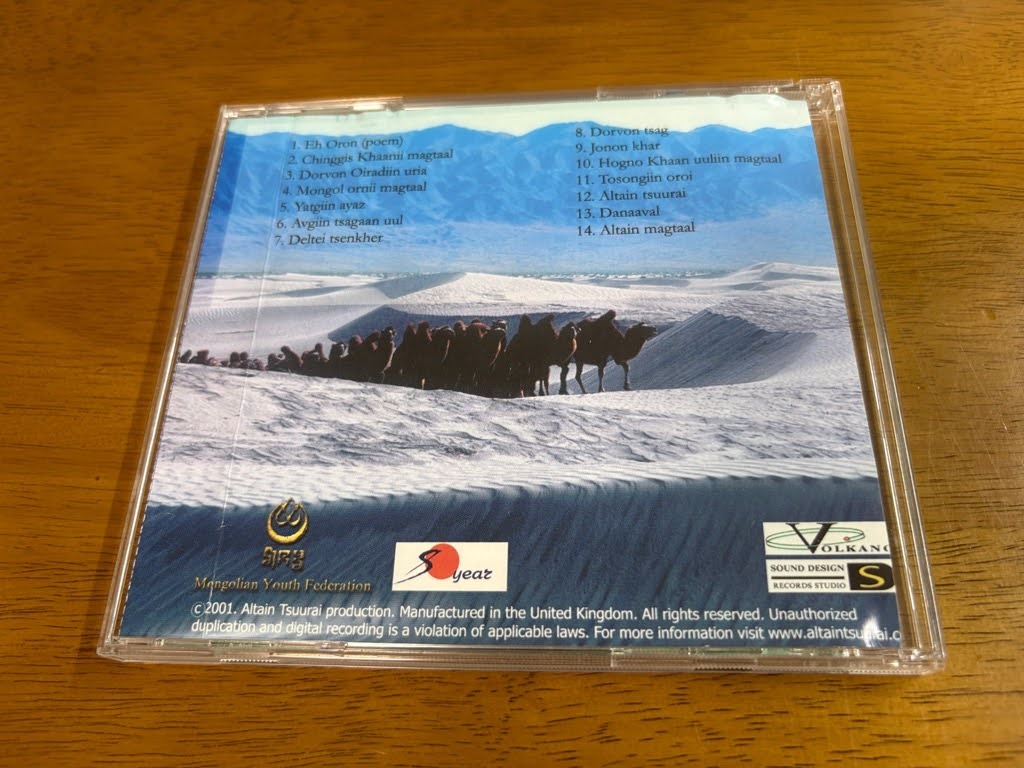 1. Eh Oron (poem)
2. Chinggis Khaanii magtaal
3. Dorvon Oiradiin uria
4. Mongol ornii magtaal
5. Yatgiin ayaz
6. Avgiin tsagaan uul
7. Deltei tsenkher
8. Dorvon tsag
9. Jonon khar
10. Hogno Khaan uuliin magtaal
11. Tosongiin oroi
12. Altain tsuurai
13. Danaaval
14. Altain magtaal
Mongolian Youth Federation
year
VOLKANO
SOUND DESIGN
RECORDS STUDIO
S
c 2001. Altain Tsuurai production. Manufactured in the United Kingdom. All rights reserved. Unauthorized
duplication and digital recording is a violation of applicable laws. For more information visit www.altaintsuurai.c